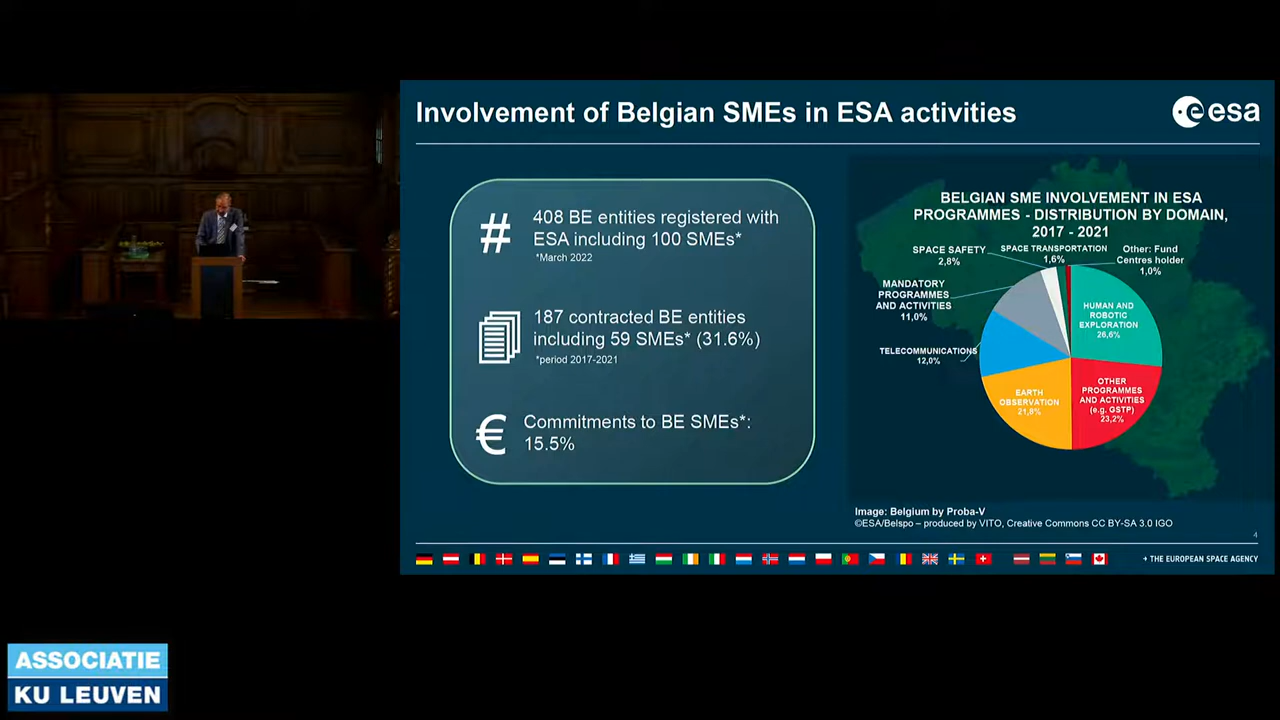 Involvement of Belgian SMEs in ESA activities
esa
# 408 BE entities registered with
ESA including 100 SMEs*
*March 2022
187 contracted BE entities
including 59 SMEs* (31.6%)
*period 2017-2021
€ Commitments to BE SMEs*:
15.5%
BELGIAN SME INVOLVEMENT IN ESA
PROGRAMMES - DISTRIBUTION BY DOMAIN,
2017 - 2021
SPACE SAFETY
2,8%
SPACE TRANSPORTATION
1,6%
Other: Fund
Centres holder
1,0%
MANDATORY
PROGRAMMES
AND ACTIVITIES
11,0%
HUMAN AND
ROBOTIC
EXPLORATION
26,6%
TELECOMMUNICATIONS
12,0%
EARTH
OBSERVATION
21,8%
OTHER
PROGRAMMES
AND ACTIVITIES
(e.g. GSTP)
23,2%
Image: Belgium by Proba-V
©ESA/Belspo – produced by VITO, Creative Commons CC BY-SA 3.0 IGO
4
→ THE EUROPEAN SPACE AGENCY
ASSOCIATIE
KU LEUVEN